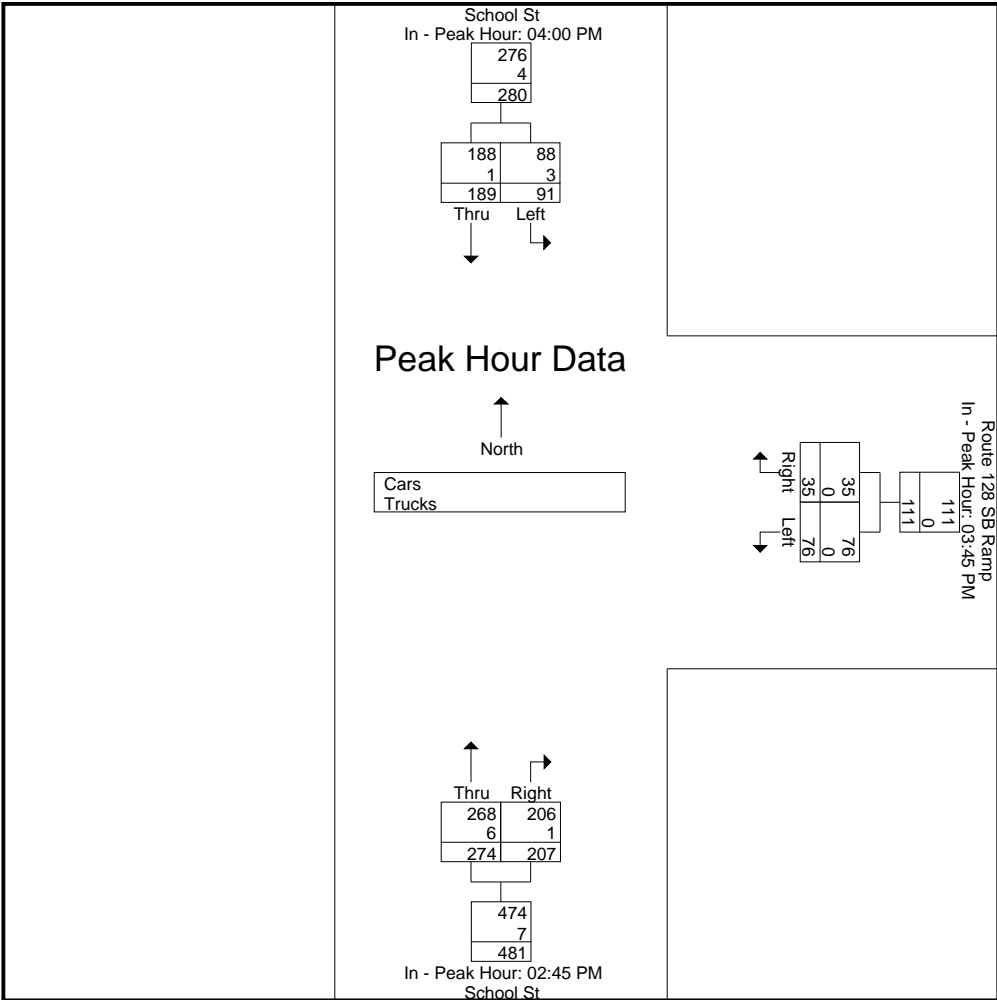 School St
In - Peak Hour: 04:00 PM
276
4
280
188 88
1 3
189 91
Thru Left
Peak Hour Data
North
Cars
Trucks
Route 128 SB Ramp
In - Peak Hour: 03:45 PM
111
0
111
35 76
0 0
35 76
Right Left
Thru Right
268 206
6 1
274 207
474
7
481
In - Peak Hour: 02:45 PM
School St